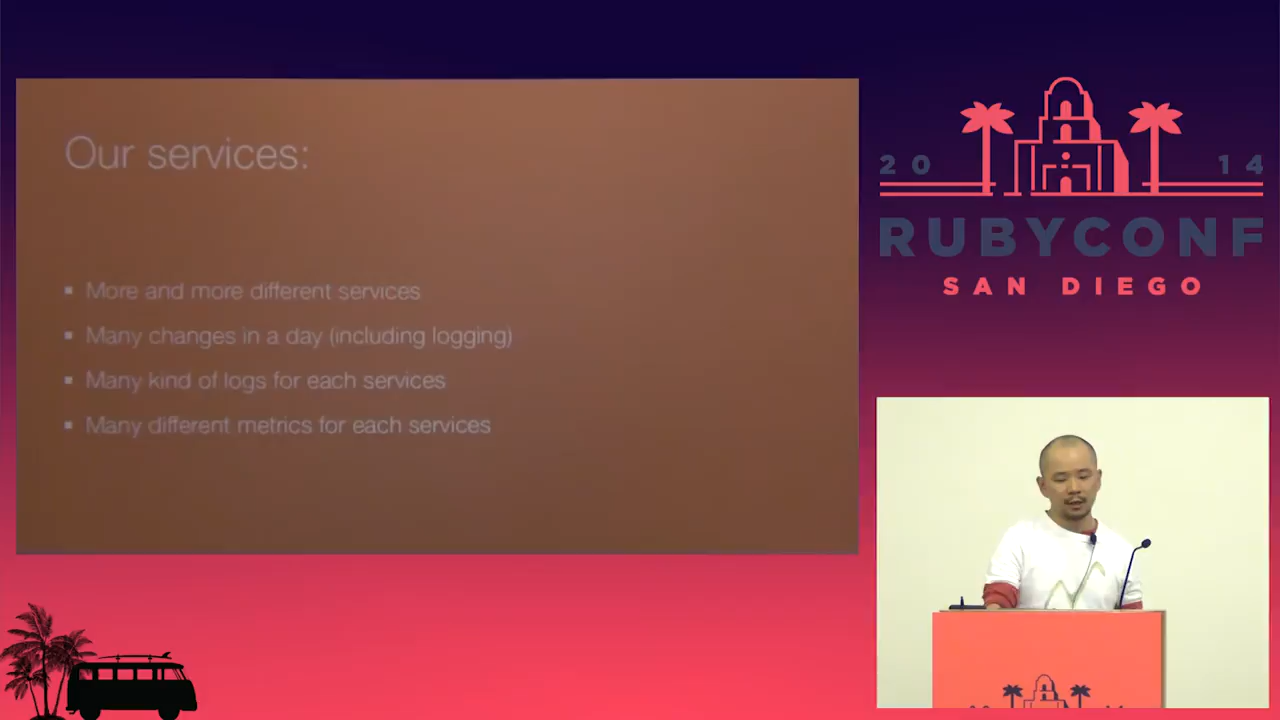 Our services:
More and more different services
Many changes in a day (including logging)
Many kind of logs for each services
Many different metrics for each services
20 14
RUBYCONF
SAN DIEGO